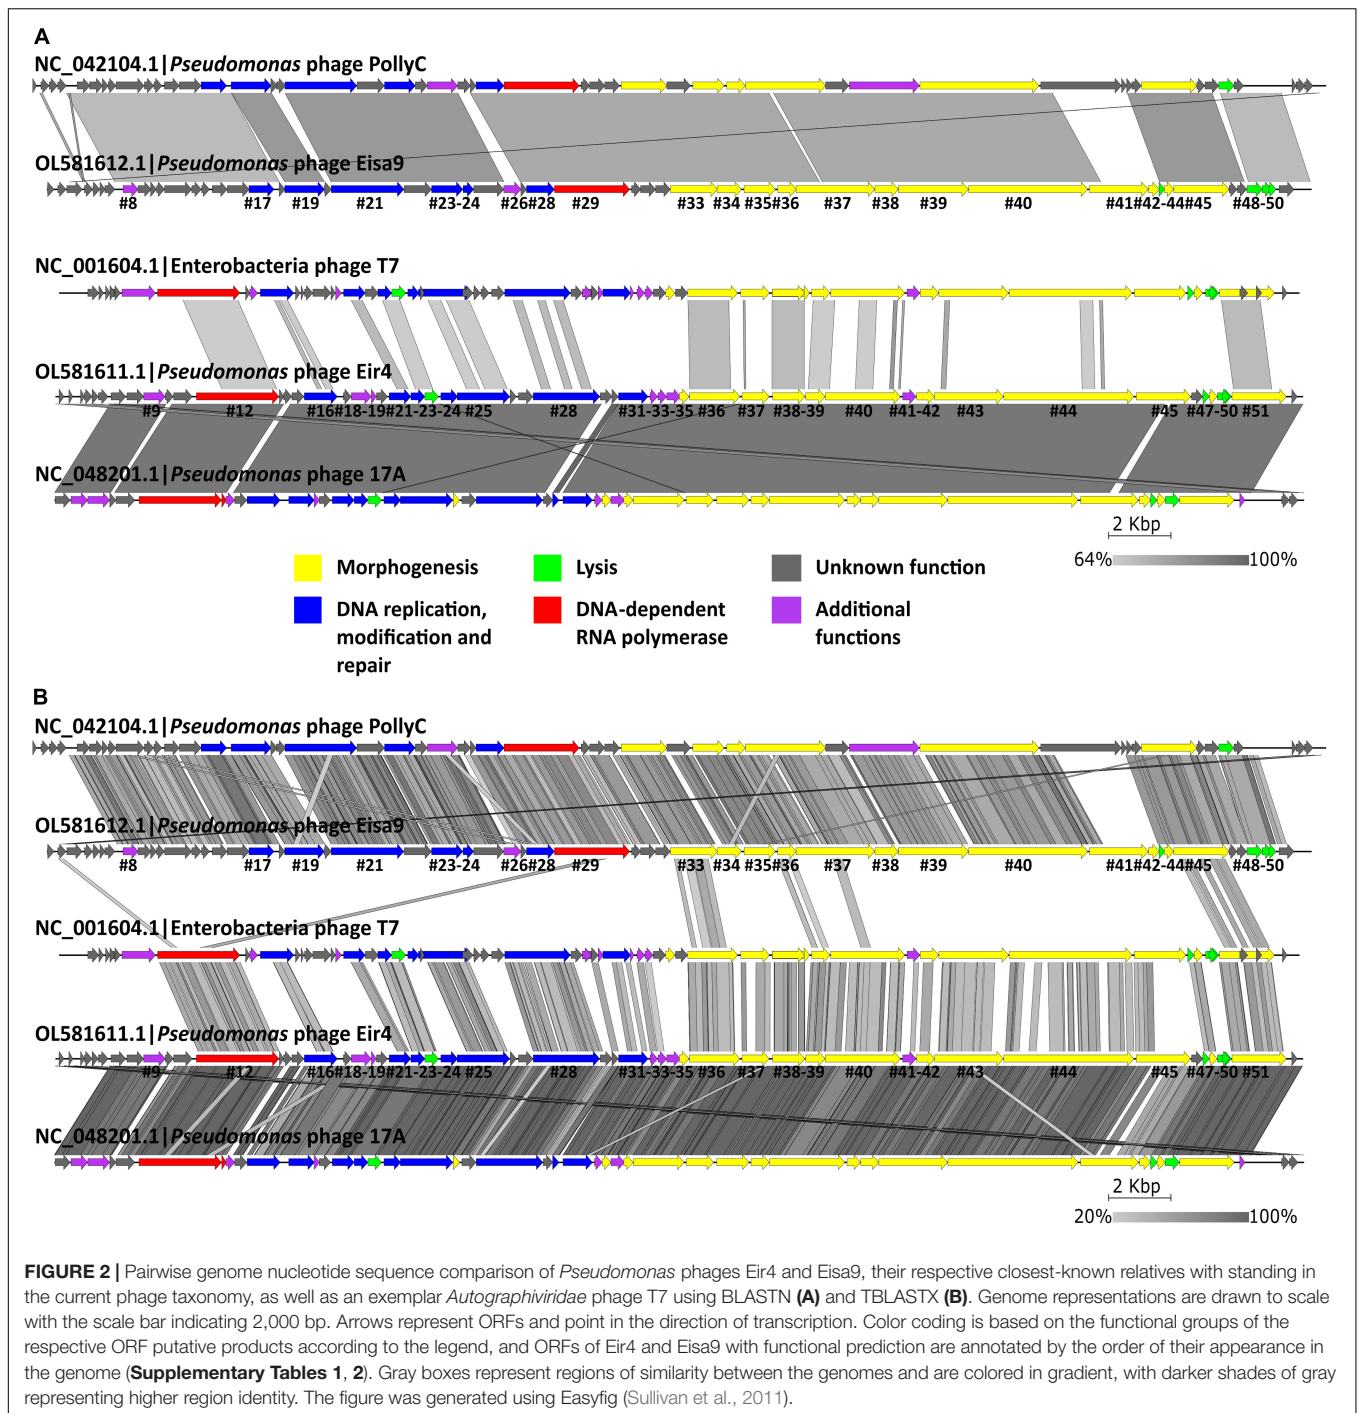 A
NC_042104.1|Pseudomonas phage PollyC
OL581612.1|Pseudomonas phage Eisa9
#8 #17 #19 #21 #23-24 #26 #28 #29 #33 #34 #35 #36 #37 #38 #39 #40 #41 #42-44 #45 #48-50
NC_001604.1|Enterobacteria phage T7
OL581611.1|Pseudomonas phage Eir4
#9 #12 #16 #18-19 #21-23-24 #25 #28 #31-33-35 #36 #37 #38-39 #40 #41-42 #43 #44 #45 #47-50 #51
NC_048201.1|Pseudomonas phage 17A
2 Kbp
64% 100%
Morphogenesis
Lysis
Unknown function
DNA replication,
modification and
repair
DNA-dependent
RNA polymerase
Additional
functions
B
NC_042104.1|Pseudomonas phage PollyC
OL581612.1|Pseudomonas phage Eisa9
#8 #17 #19 #21 #23-24 #26 #28 #29 #33 #34 #35 #36 #37 #38 #39 #40 #41 #42-44 #45 #48-50
NC_001604.1|Enterobacteria phage T7
OL581611.1|Pseudomonas phage Eir4
#9 #12 #16 #18-19 #21-23-24 #25 #28 #31-33-35 #36 #37 #38-39 #40 #41-42 #43 #44 #45 #47-50 #51
NC_048201.1|Pseudomonas phage 17A
2 Kbp
20% 100%
FIGURE 2 | Pairwise genome nucleotide sequence comparison of Pseudomonas phages Eir4 and Eisa9, their respective closest-known relatives with standing in
the current phage taxonomy, as well as an exemplar Autographiviridae phage T7 using BLASTN (A) and TBLASTX (B). Genome representations are drawn to scale
with the scale bar indicating 2,000 bp. Arrows represent ORFs and point in the direction of transcription. Color coding is based on the functional groups of the
respective ORF putative products according to the legend, and ORFs of Eir4 and Eisa9 with functional prediction are annotated by the order of their appearance in
the genome (Supplementary Tables 1, 2). Gray boxes represent regions of similarity between the genomes and are colored in gradient, with darker shades of gray
representing higher region identity. The figure was generated using Easyfig (Sullivan et al., 2011).